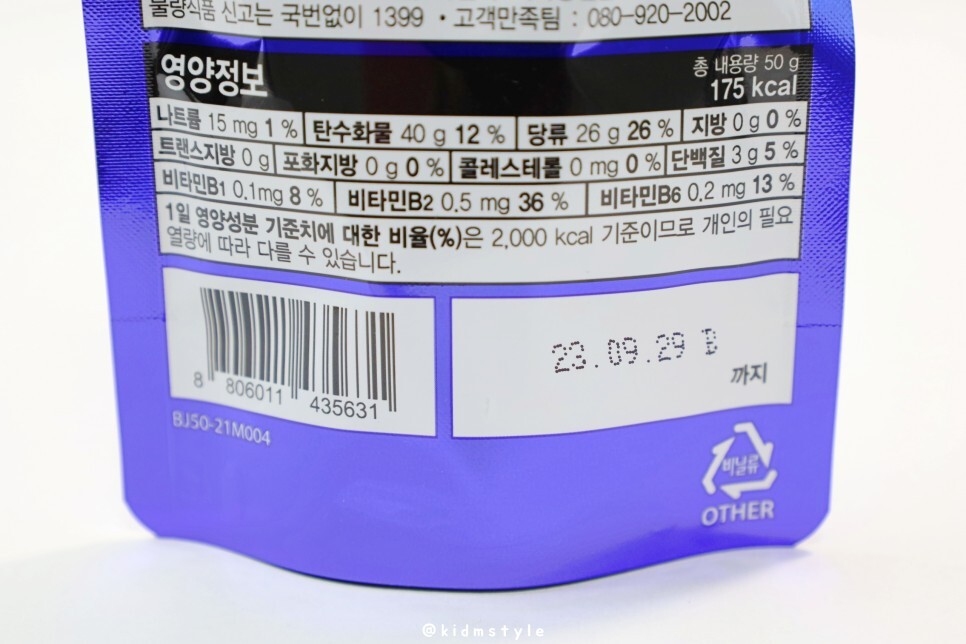 불량식품 신고는 국번없이 1399 • 고객만족팀 : 080-920-2002
영양정보
총 내용량 50 g
175 kcal
나트륨 15 mg 1 % 탄수화물 40 g 12 % 당류 26 g 26 % 지방 0 g 0 %
트랜스지방 0 g 포화지방 0 g 0 % 콜레스테롤 0 mg 0 % 단백질 3 g 5 %
비타민B1 0.1mg 8 % 비타민B2 0.5 mg 36 % 비타민B6 0.2 mg 13 %
1일 영양성분 기준치에 대한 비율(%)은 2,000 kcal 기준이므로 개인의 필요
열량에 따라 다를 수 있습니다.
23.09.29 B
까지
8 806011 435631
BJ50-21M004
비닐류
OTHER
@kidmstyle